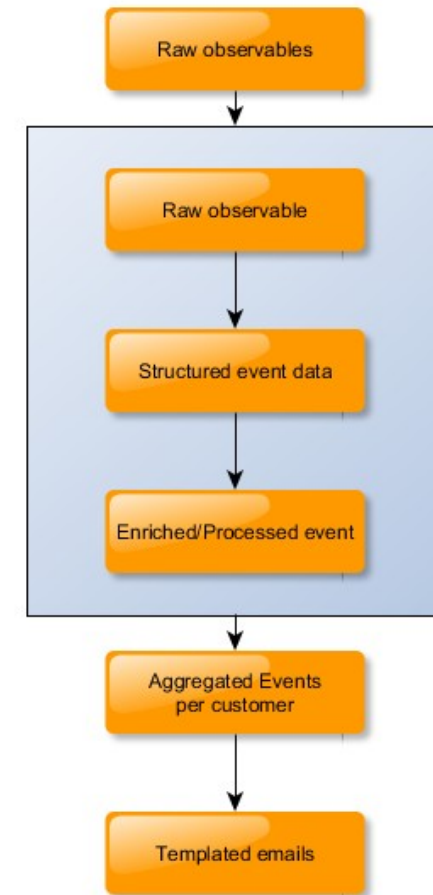 Raw observables
Raw observable
Structured event data
Enriched/Processed event
Aggregated Events
per customer
Templated emails